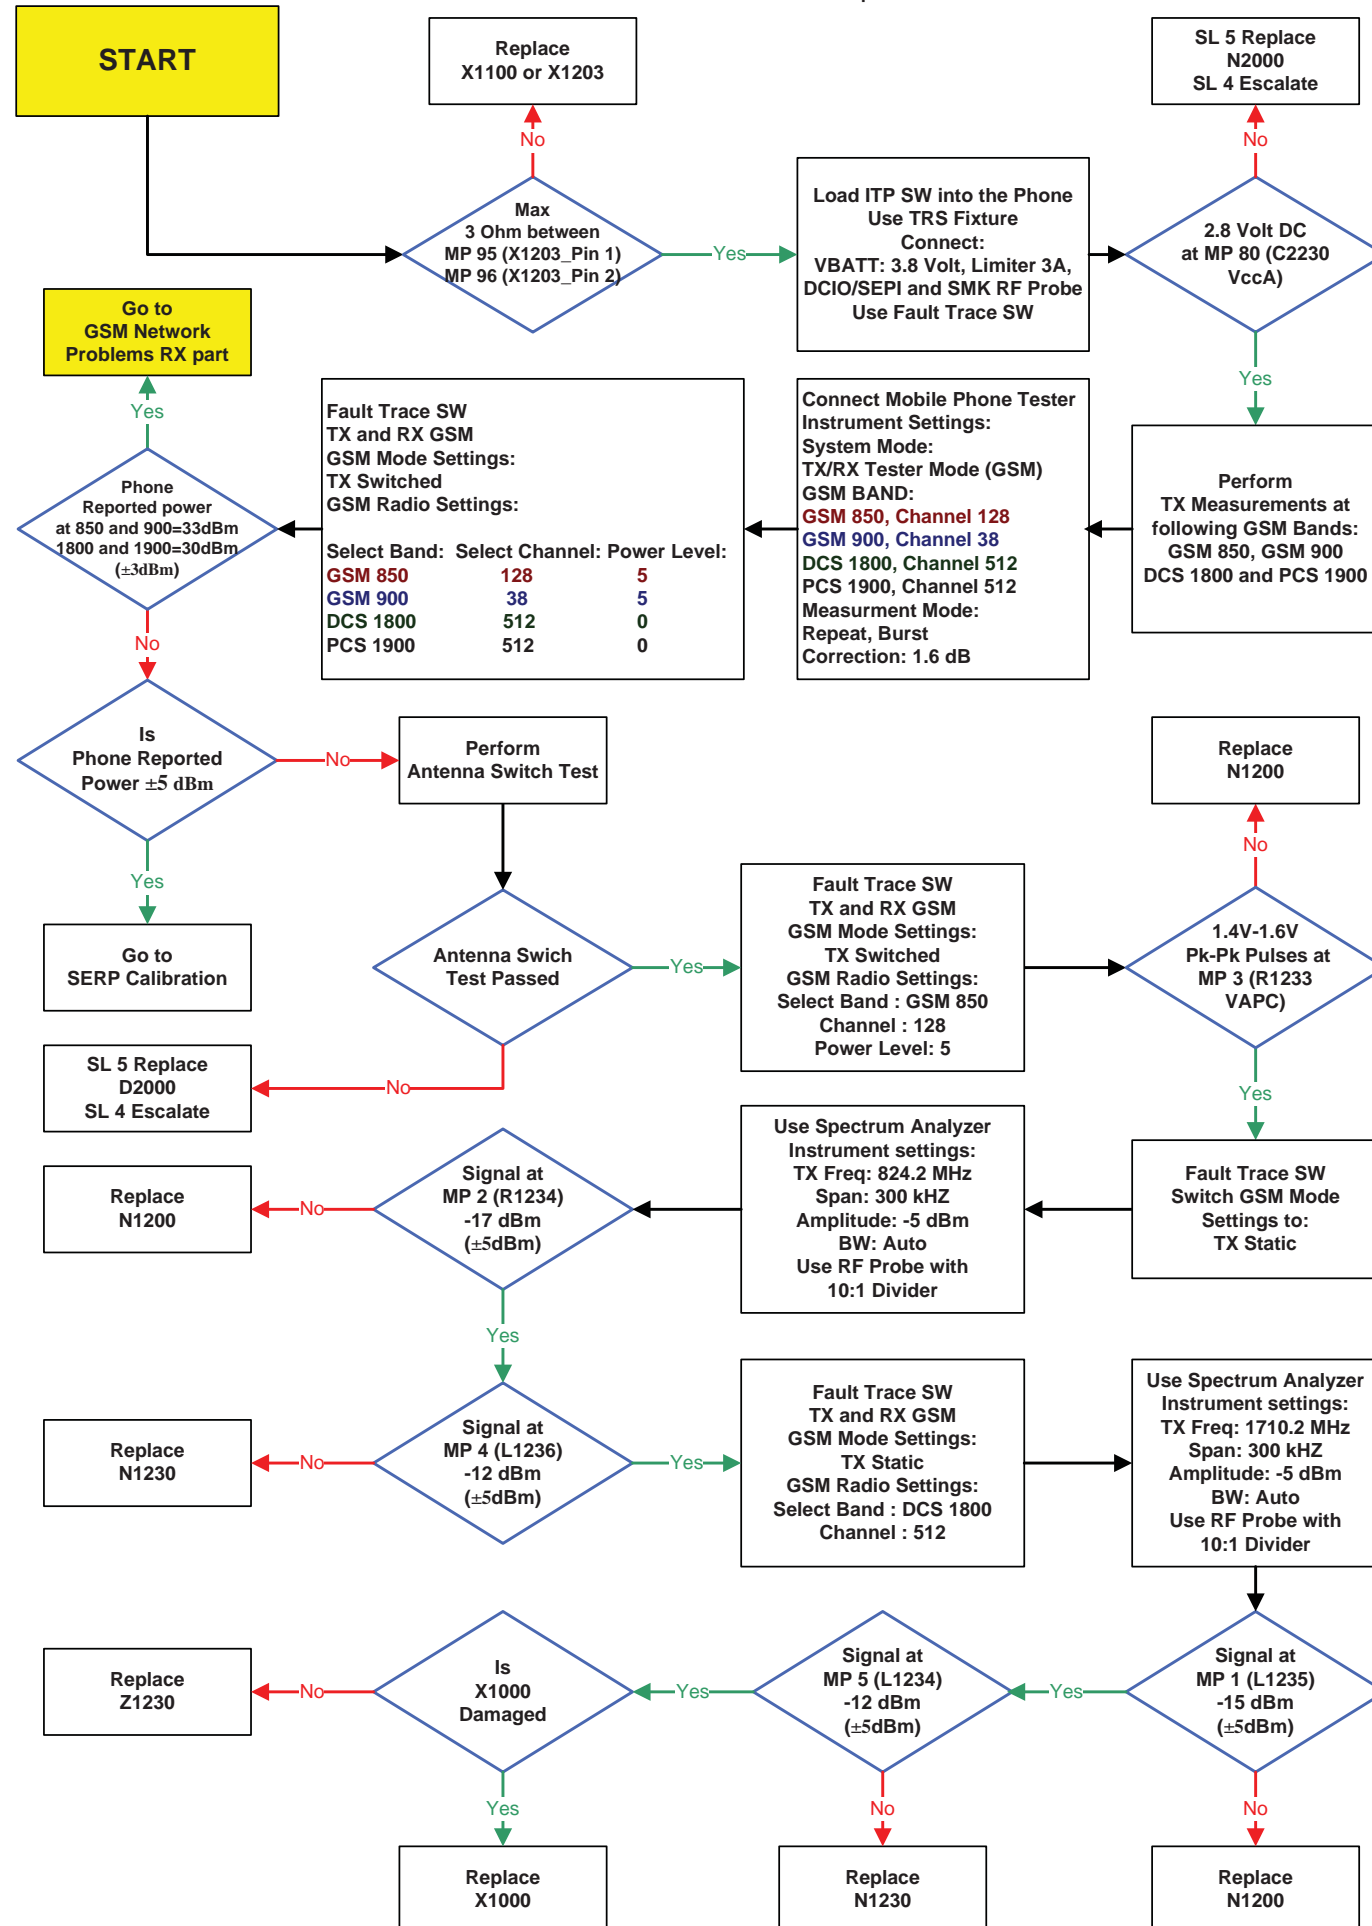 START
Replace
X1100 or X1203
SL 5 Replace
N2000
SL 4 Escalate
No
No
Max
3 Ohm between
MP 95 (X1203_Pin 1)
MP 96 (X1203_Pin 2)
Yes
Load ITP SW into the Phone
Use TRS Fixture
Connect:
VBATT: 3.8 Volt, Limiter 3A,
DCIO/SEPI and SMK RF Probe
Use Fault Trace SW
2.8 Volt DC
at MP 80 (C2230
VccA)
Yes
Go to
GSM Network
Problems RX part
Yes
Phone
Reported power
at 850 and 900=33dBm
1800 and 1900=30dBm
(±3dBm)
No
Fault Trace SW
TX and RX GSM
GSM Mode Settings:
TX Switched
GSM Radio Settings:
Select Band: Select Channel: Power Level:
GSM 850 128 5
GSM 900 38 5
DCS 1800 512 0
PCS 1900 512 0
Connect Mobile Phone Tester
Instrument Settings:
System Mode:
TX/RX Tester Mode (GSM)
GSM BAND:
GSM 850, Channel 128
GSM 900, Channel 38
DCS 1800, Channel 512
PCS 1900, Channel 512
Measurment Mode:
Repeat, Burst
Correction: 1.6 dB
Perform
TX Measurements at
following GSM Bands:
GSM 850, GSM 900
DCS 1800 and PCS 1900
Is
Phone Reported
Power ±5 dBm
No
Yes
Perform
Antenna Switch Test
Replace
N1200
No
Go to
SERP Calibration
Antenna Swich
Test Passed
Yes
No
Fault Trace SW
TX and RX GSM
GSM Mode Settings:
TX Switched
GSM Radio Settings:
Select Band : GSM 850
Channel : 128
Power Level: 5
1.4V-1.6V
Pk-Pk Pulses at
MP 3 (R1233
VAPC)
Yes
SL 5 Replace
D2000
SL 4 Escalate
Replace
N1200
No
Signal at
MP 2 (R1234)
-17 dBm
(±5dBm)
Yes
Use Spectrum Analyzer
Instrument settings:
TX Freq: 824.2 MHz
Span: 300 kHZ
Amplitude: -5 dBm
BW: Auto
Use RF Probe with
10:1 Divider
Fault Trace SW
Switch GSM Mode
Settings to:
TX Static
Replace
N1230
No
Signal at
MP 4 (L1236)
-12 dBm
(±5dBm)
Yes
Fault Trace SW
TX and RX GSM
GSM Mode Settings:
TX Static
GSM Radio Settings:
Select Band : DCS 1800
Channel : 512
Use Spectrum Analyzer
Instrument settings:
TX Freq: 1710.2 MHz
Span: 300 kHZ
Amplitude: -5 dBm
BW: Auto
Use RF Probe with
10:1 Divider
Replace
Z1230
No
Is
X1000
Damaged
Yes
Yes
Signal at
MP 5 (L1234)
-12 dBm
(±5dBm)
No
Yes
Signal at
MP 1 (L1235)
-15 dBm
(±5dBm)
No
Replace
X1000
Replace
N1230
Replace
N1200